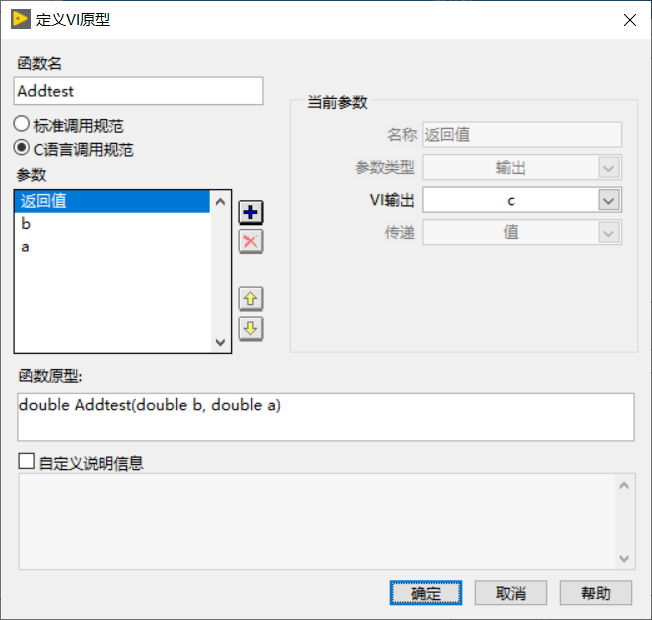 定义VI原型
函数名
Addtest
标准调用规范
C语言调用规范
参数
返回值
b
a
当前参数
名称 返回值
参数类型 输出
VI输出 c
传递 值
函数原型:
double Addtest(double b, double a)
自定义说明信息
确定 取消 帮助